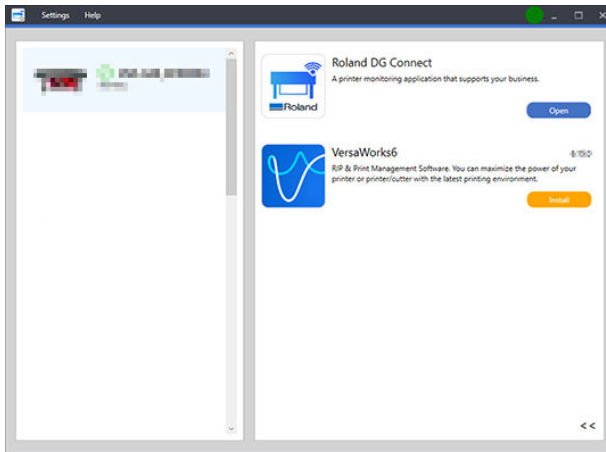 Settings Help
Roland DG Connect
A printer monitoring application that supports your business.
Roland
Open
VersaWorks6
RIP & Print Management Software. You can maximize the power of your
printer or printer/cutter with the latest printing environment.
Install
<<